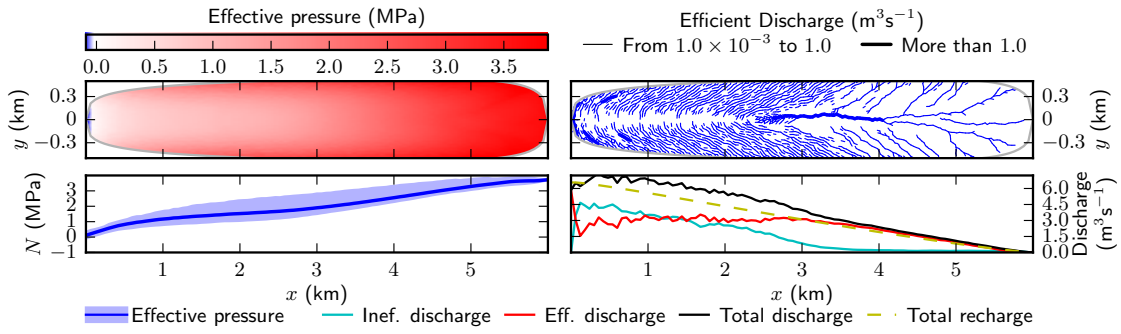 Effective pressure (MPa)
Efficient Discharge (m³s⁻¹)
From 1.0 × 10⁻³ to 1.0
More than 1.0
0.0 0.5 1.0 1.5 2.0 2.5 3.0 3.5
y (km)
0.3
0
−0.3
0.3
0
−0.3
y (km)
N (MPa)
3
2
1
0
−1
6.0
4.5
3.0
1.5
0.0
Discharge
(m³s⁻¹)
1 2 3 4 5
1 2 3 4 5
x (km)
x (km)
Effective pressure
Inef. discharge
Eff. discharge
Total discharge
Total recharge